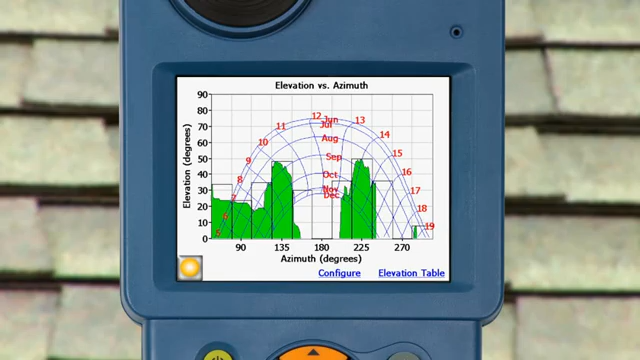 Elevation vs. Azimuth
Elevation (degrees)
90
80
70
60
50
40
30
20
10
0
12 Jun
Jul
11
13
10
Aug
14
9
Sep
15
8
Oct
16
7
Nov
17
Dec
6
18
5
19
90
135
180
225
270
Azimuth (degrees)
Configure
Elevation Table